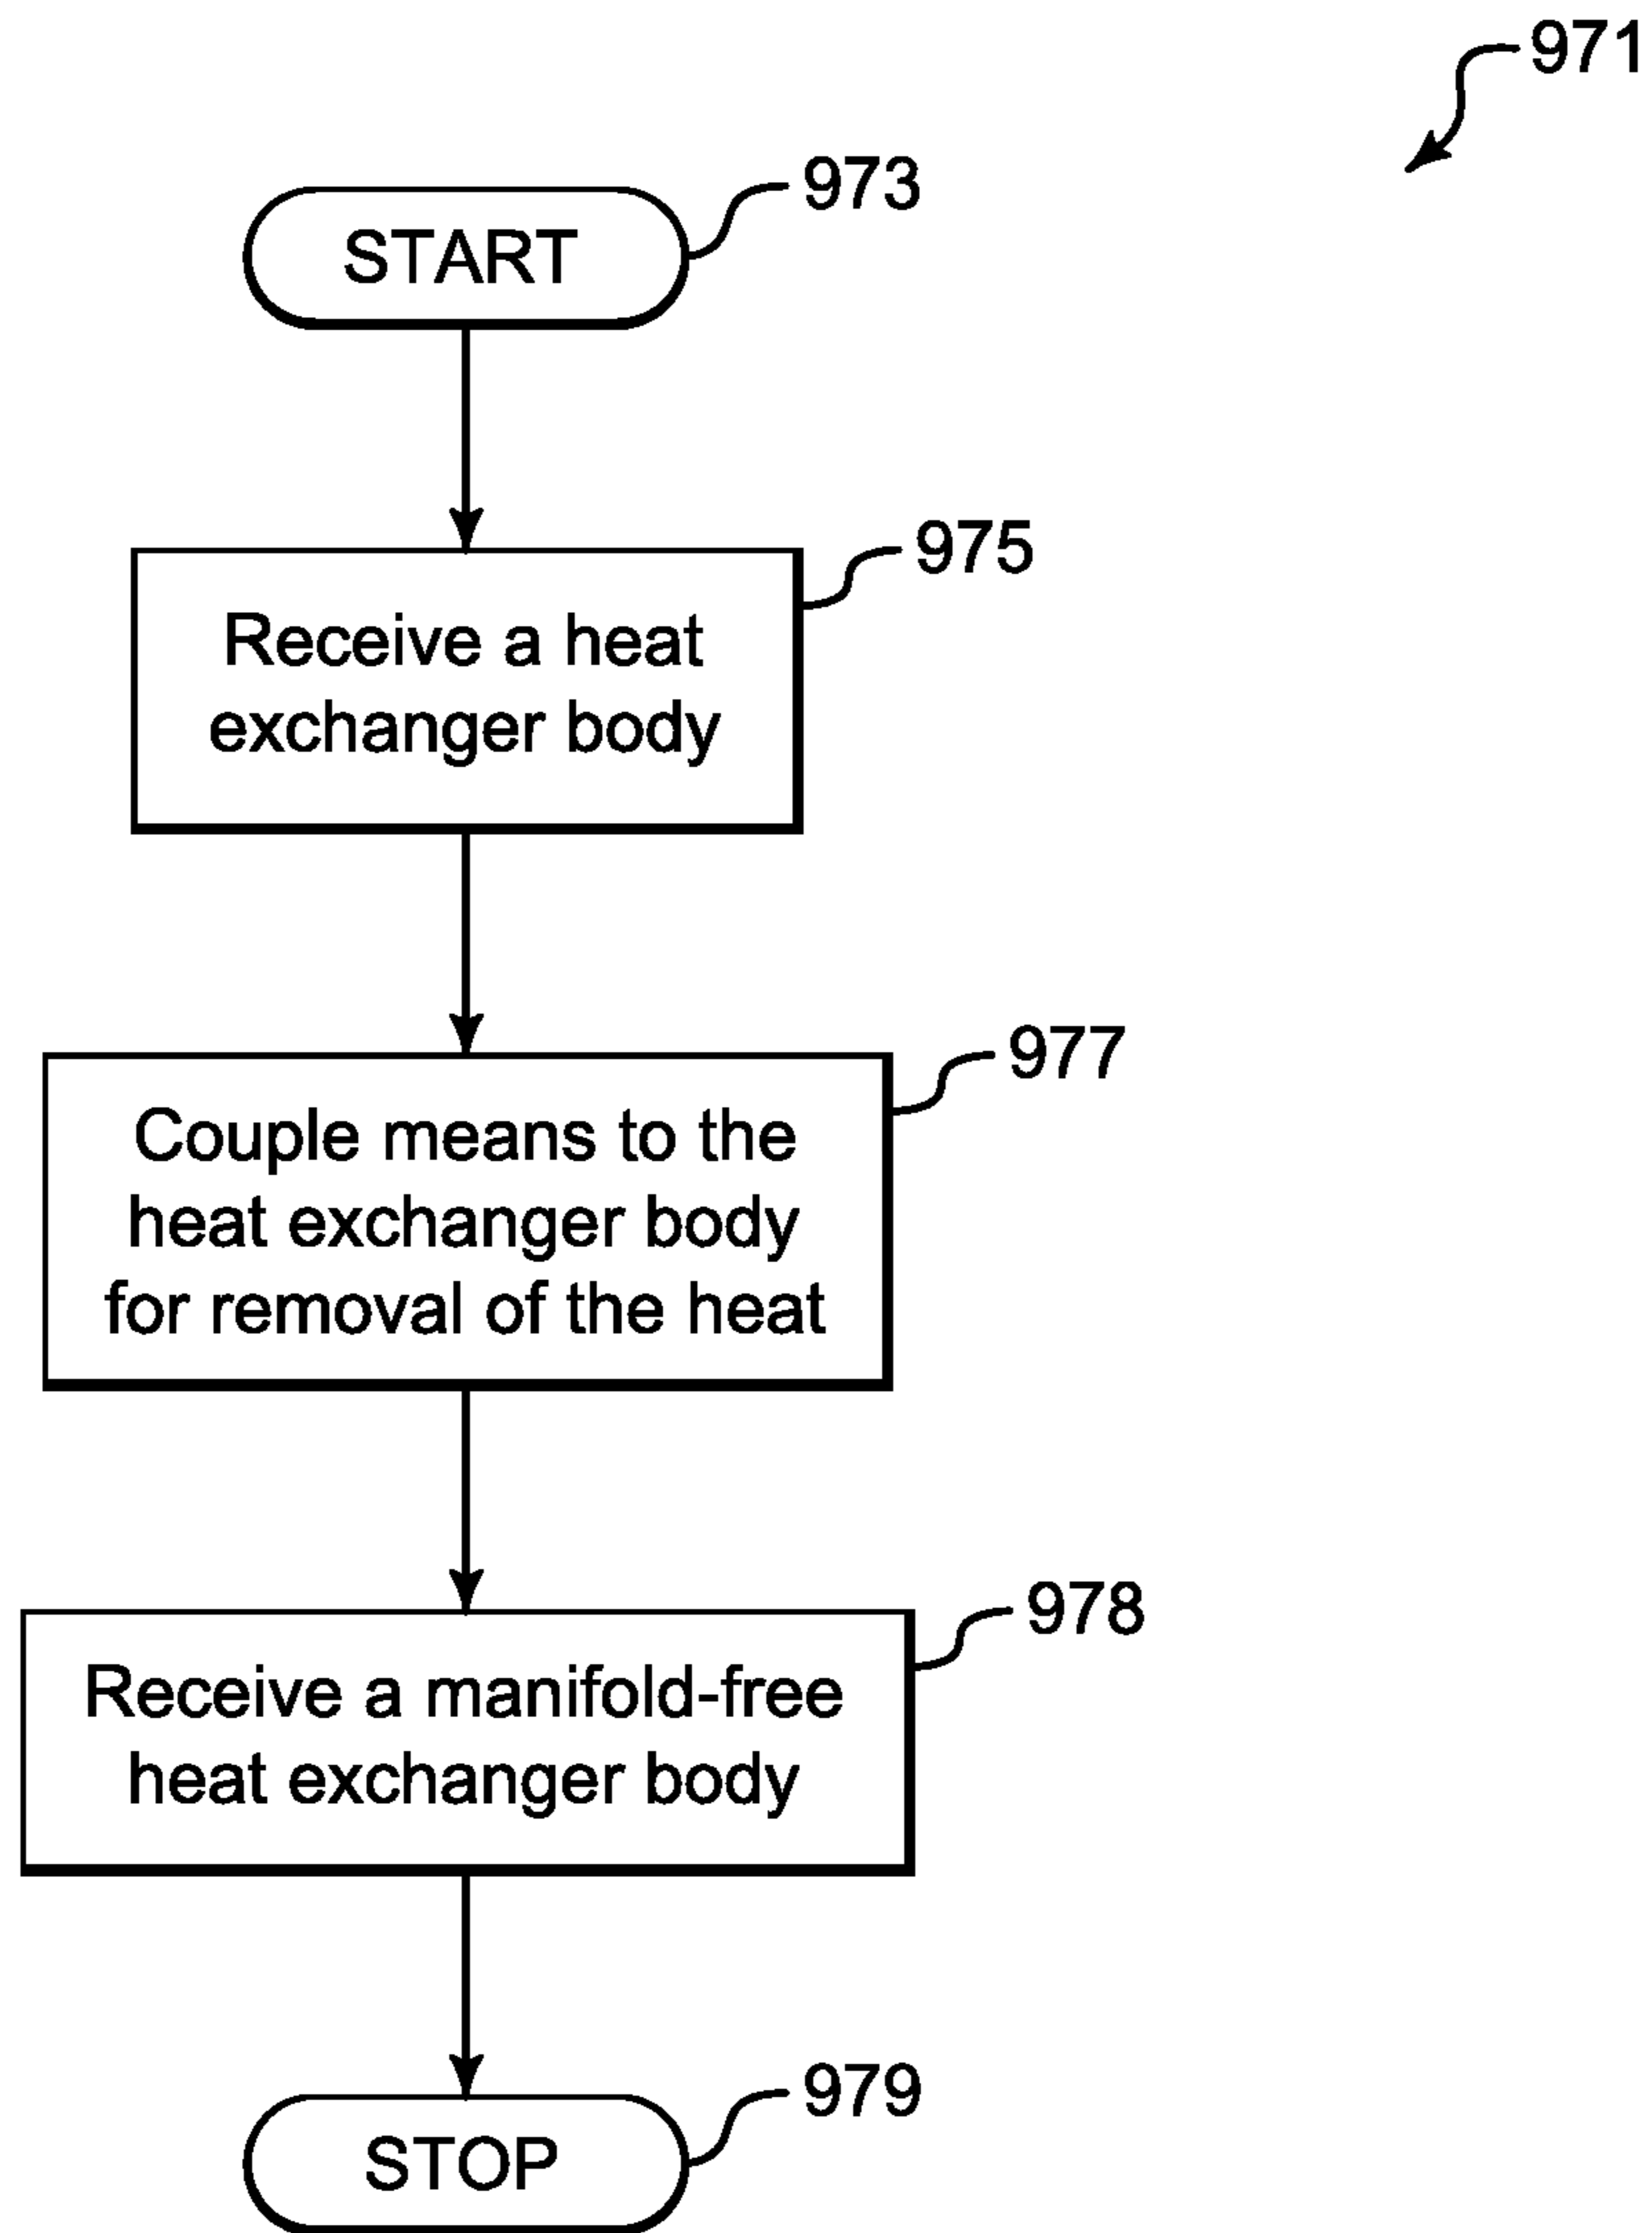 971
973
START
975
Receive a heat
exchanger body
977
Couple means to the
heat exchanger body
for removal of the heat
978
Receive a manifold-free
heat exchanger body
979
STOP